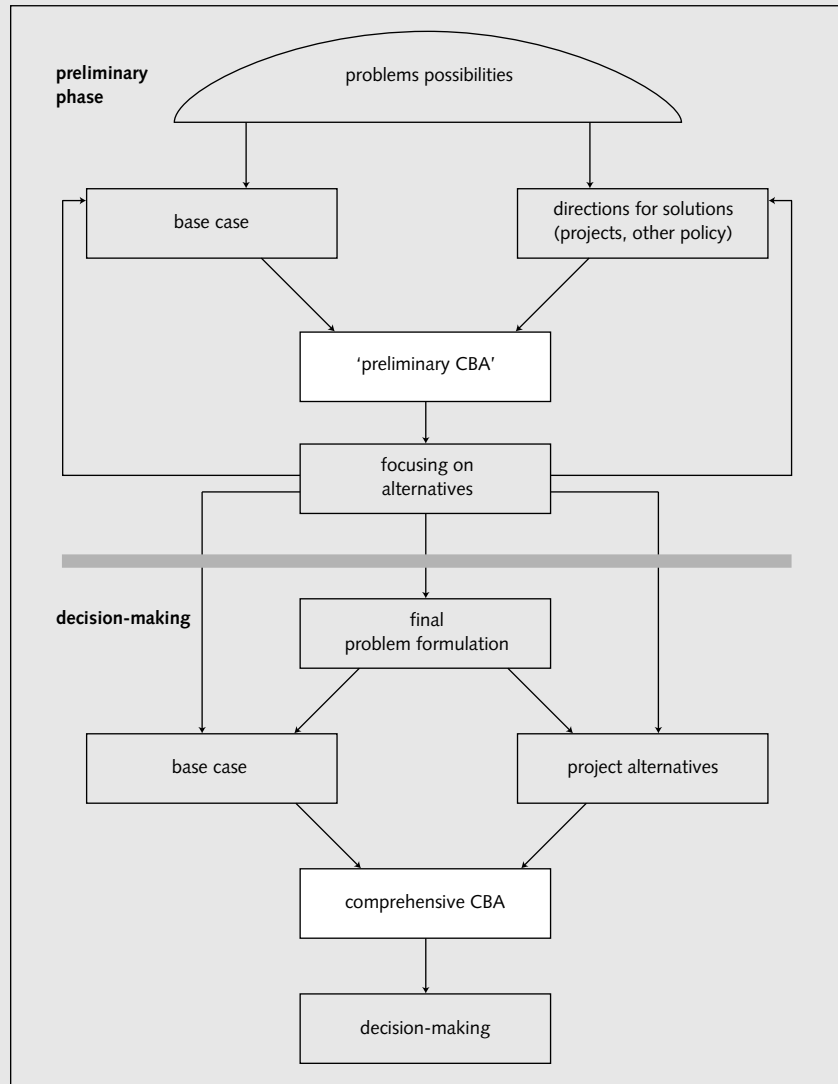 preliminary
phase
problems possibilities
base case
directions for solutions
(projects, other policy)
‘preliminary CBA’
focusing on
alternatives
decision-making
final
problem formulation
base case
project alternatives
comprehensive CBA
decision-making